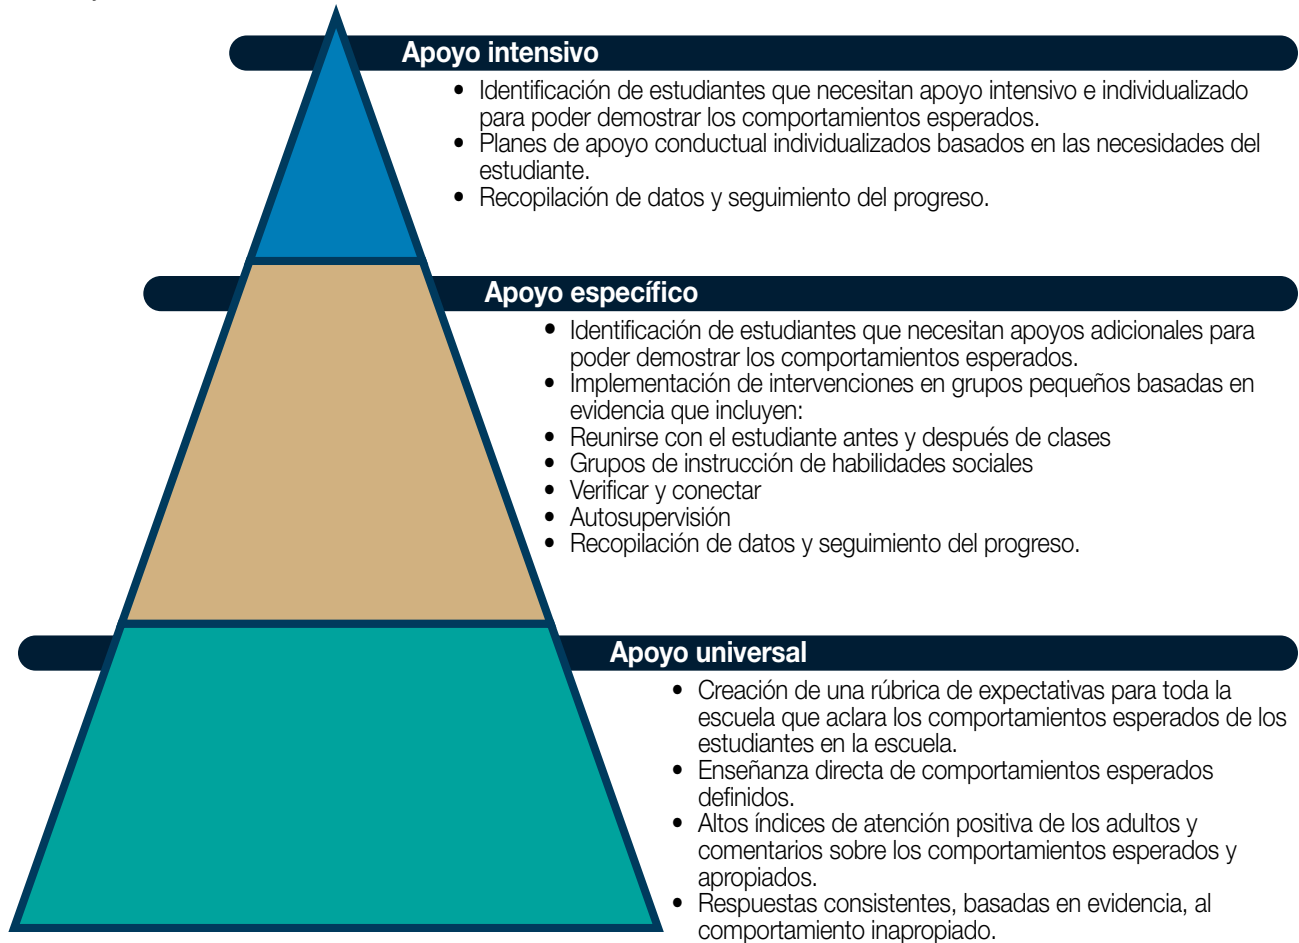 Apoyo intensivo
• Identificación de estudiantes que necesitan apoyo intensivo e individualizado
para poder demostrar los comportamientos esperados.
• Planes de apoyo conductual individualizados basados en las necesidades del
estudiante.
• Recopilación de datos y seguimiento del progreso.
Apoyo específico
• Identificación de estudiantes que necesitan apoyos adicionales para
poder demostrar los comportamientos esperados.
• Implementación de intervenciones en grupos pequeños basadas en
evidencia que incluyen:
• Reunirse con el estudiante antes y después de clases
• Grupos de instrucción de habilidades sociales
• Verificar y conectar
• Autosupervisión
• Recopilación de datos y seguimiento del progreso.
Apoyo universal
• Creación de una rúbrica de expectativas para toda la
escuela que aclara los comportamientos esperados de los
estudiantes en la escuela.
• Enseñanza directa de comportamientos esperados
definidos.
• Altos índices de atención positiva de los adultos y
comentarios sobre los comportamientos esperados y
apropiados.
• Respuestas consistentes, basadas en evidencia, al
comportamiento inapropiado.